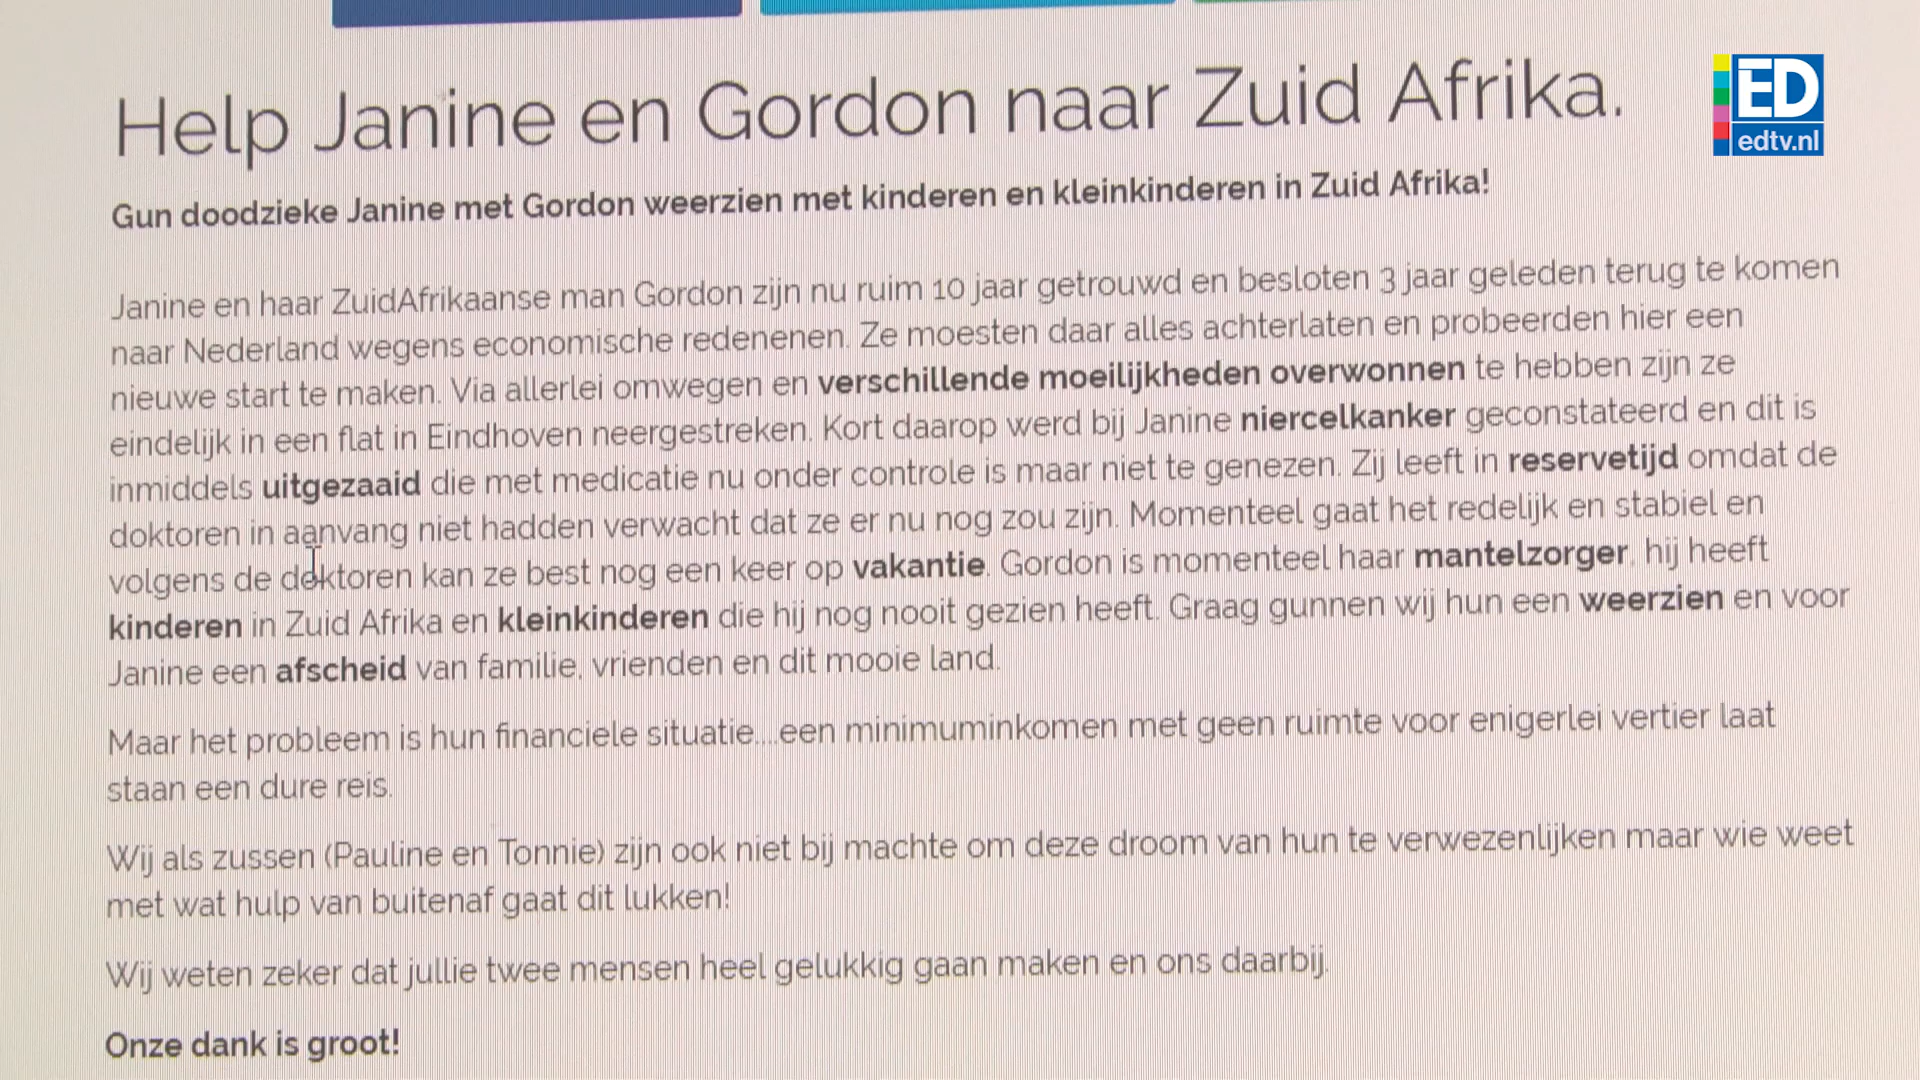 Help Janine en Gordon naar Zuid Afrika.
ED
edtv.nl
Gun doodzieke Janine met Gordon weerzien met kinderen en kleinkinderen in Zuid Afrika!
Janine en haar ZuidAfrikaanse man Gordon zijn nu ruim 10 jaar getrouwd en besloten 3 jaar geleden terug te komen
naar Nederland wegens economische redenenen. Ze moesten daar alles achterlaten en probeerden hier een
nieuwe start te maken. Via allerlei omwegen en verschillende moeilijkheden overwonnen te hebben zijn ze
eindelijk in een flat in Eindhoven neergestreken. Kort daarop werd bij Janine niercelkanker geconstateerd en dit is
inmiddels uitgezaaid die met medicatie nu onder controle is maar niet te genezen. Zij leeft in reservetijd omdat de
doktoren in aanvang niet hadden verwacht dat ze er nu nog zou zijn. Momenteel gaat het redelijk en stabiel en
volgens de doktoren kan ze best nog een keer op vakantie. Gordon is momenteel haar mantelzorger, hij heeft
kinderen in Zuid Afrika en kleinkinderen die hij nog nooit gezien heeft. Graag gunnen wij hun een weerzien en voor
Janine een afscheid van familie, vrienden en dit mooie land.
Maar het probleem is hun financiele situatie....een minimuminkomen met geen ruimte voor enigerlei vertier laat
staan een dure reis.
Wij als zussen (Pauline en Tonnie) zijn ook niet bij machte om deze droom van hun te verwezenlijken maar wie weet
met wat hulp van buitenaf gaat dit lukken!
Wij weten zeker dat jullie twee mensen heel gelukkig gaan maken en ons daarbij.
Onze dank is groot!